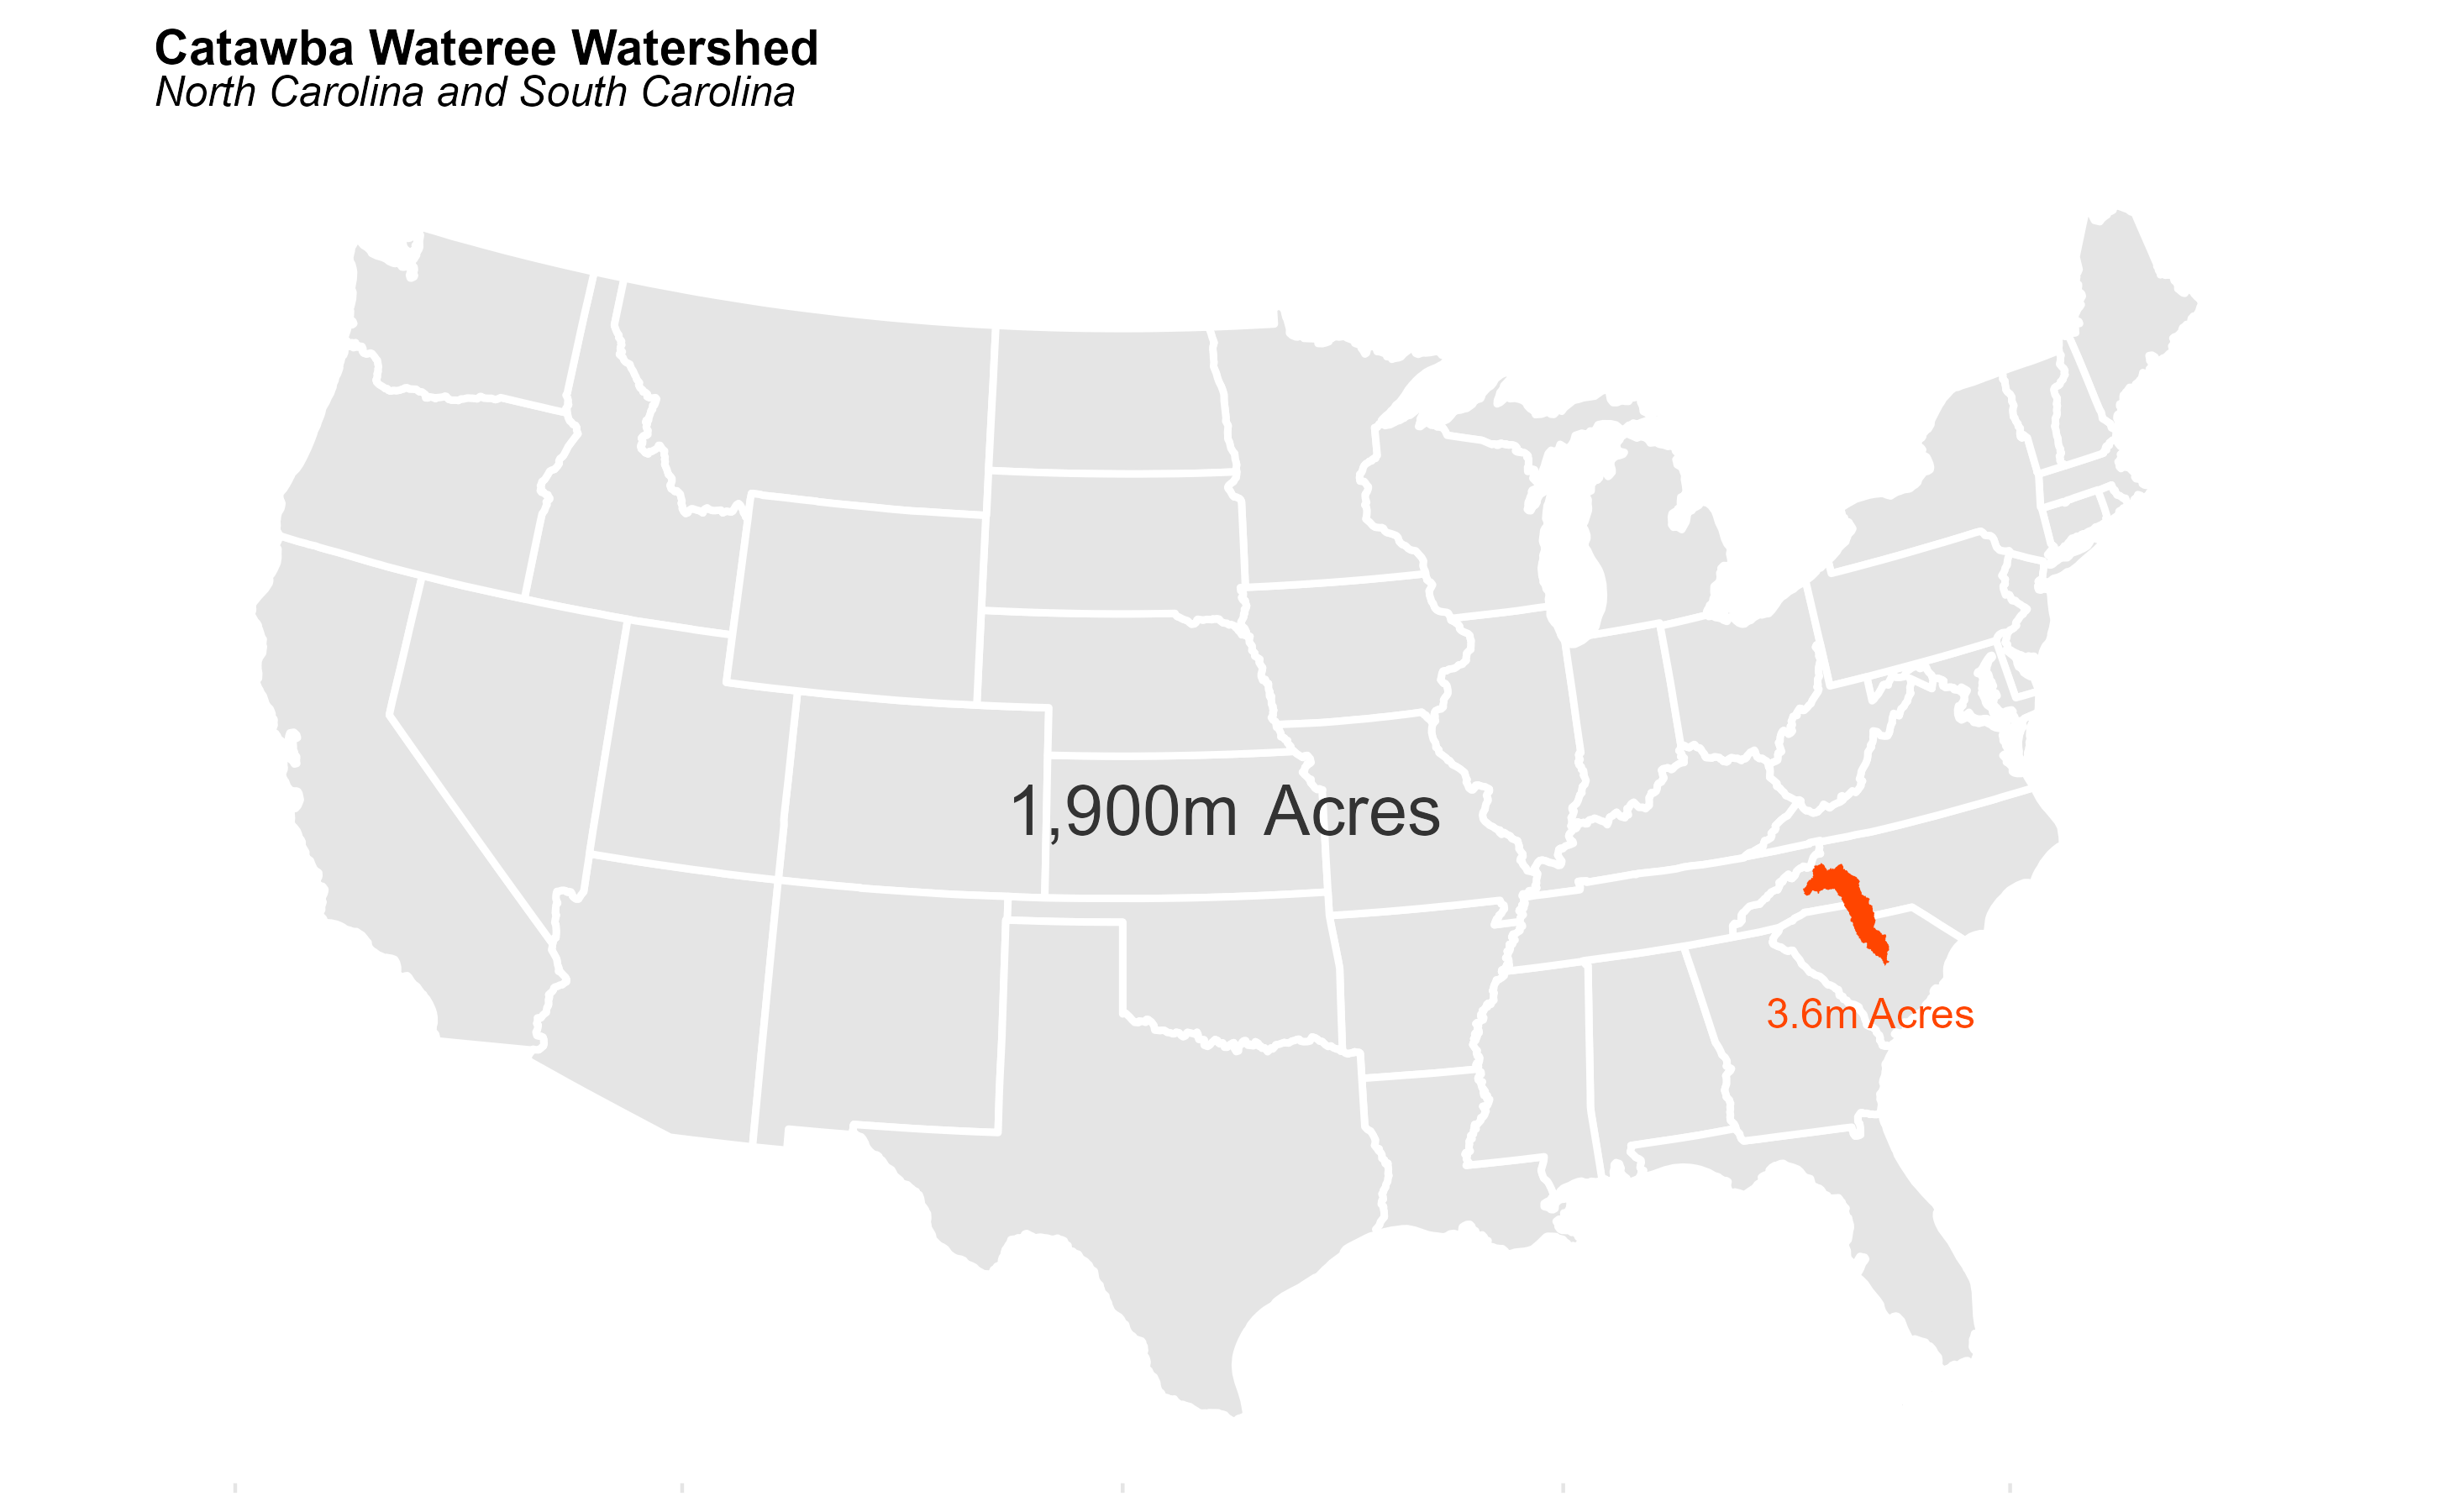 Catawba Wateree Watershed
North Carolina and South Carolina
1,900m Acres
3.6m Acres